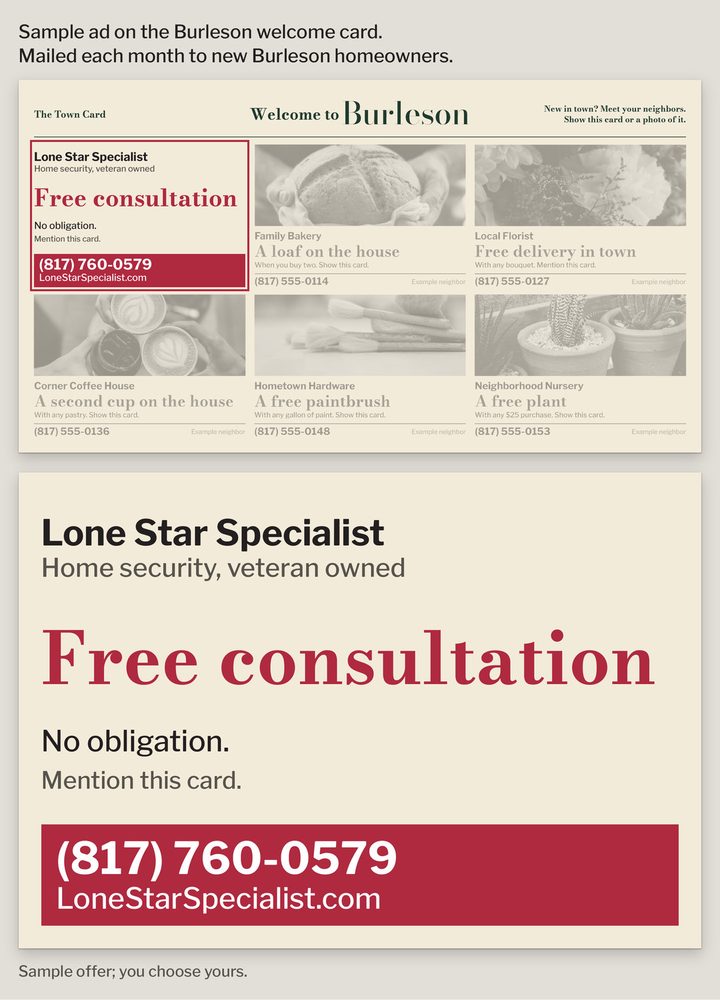 Sample ad on the Burleson welcome card.
Mailed each month to new Burleson homeowners.
The Town Card
Welcome to Burleson
New in town? Meet your neighbors.
Show this card or a photo of it.
Lone Star Specialist
Home security, veteran owned
Free consultation
No obligation.
Mention this card.
(817) 760-0579
LoneStarSpecialist.com
Family Bakery
A loaf on the house
When you buy two. Show this card.
(817) 555-0114
Example neighbor
Local Florist
Free delivery in town
With any bouquet. Mention this card.
(817) 555-0127
Example neighbor
Corner Coffee House
A second cup on the house
With any pastry. Show this card.
(817) 555-0136
Example neighbor
Hometown Hardware
A free paintbrush
With any gallon of paint. Show this card.
(817) 555-0148
Example neighbor
Neighborhood Nursery
A free plant
With any $25 purchase. Show this card.
(817) 555-0153
Example neighbor
Lone Star Specialist
Home security, veteran owned
Free consultation
No obligation.
Mention this card.
(817) 760-0579
LoneStarSpecialist.com
Sample offer; you choose yours.